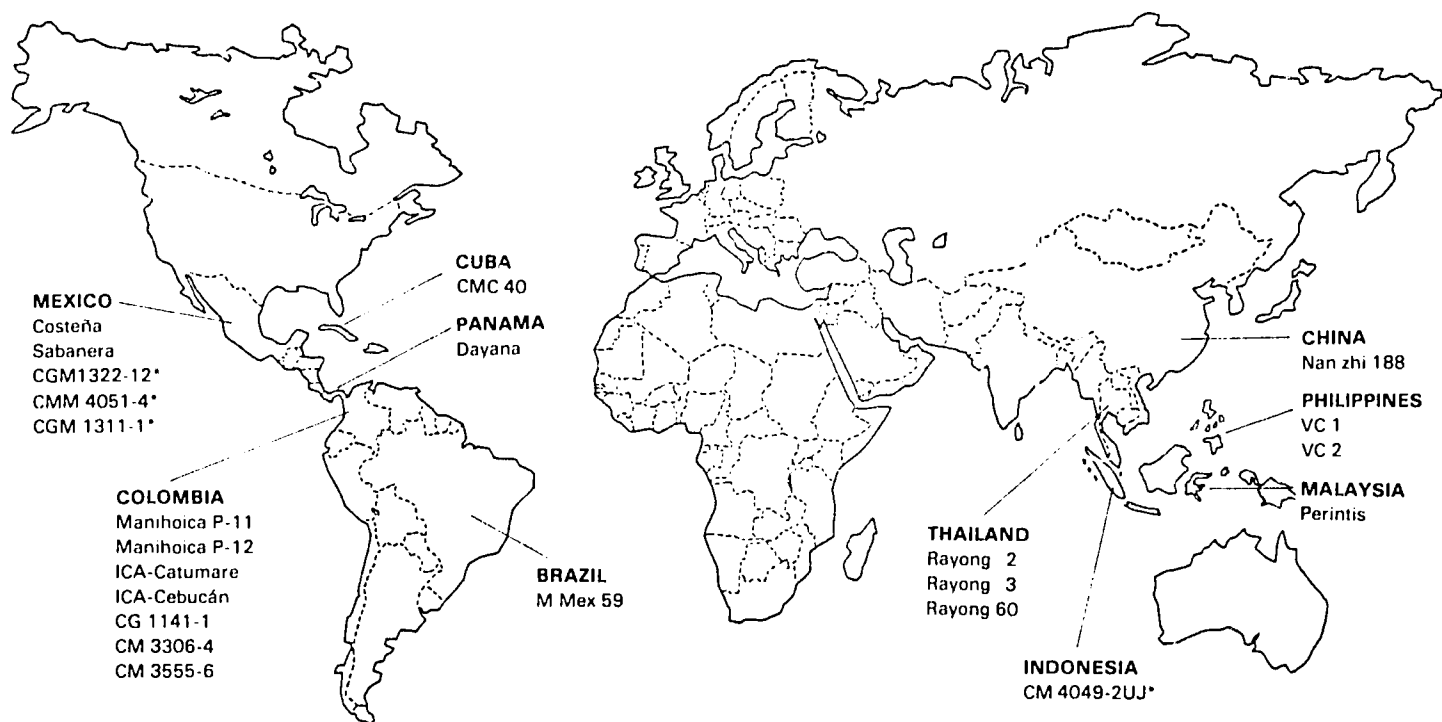 MEXICO
Costeña
Sabanera
CGM1322-12*
CMM 4051-4*
CGM 1311-1*
CUBA
CMC 40
PANAMA
Dayana
COLOMBIA
Manihoica P-11
Manihoica P-12
ICA-Catumare
ICA-Cebucán
CG 1141-1
CM 3306-4
CM 3555-6
BRAZIL
M Mex 59
CHINA
Nan zhi 188
PHILIPPINES
VC 1
VC 2
MALAYSIA
Perintis
THAILAND
Rayong 2
Rayong 3
Rayong 60
INDONESIA
CM 4049-2UJ*